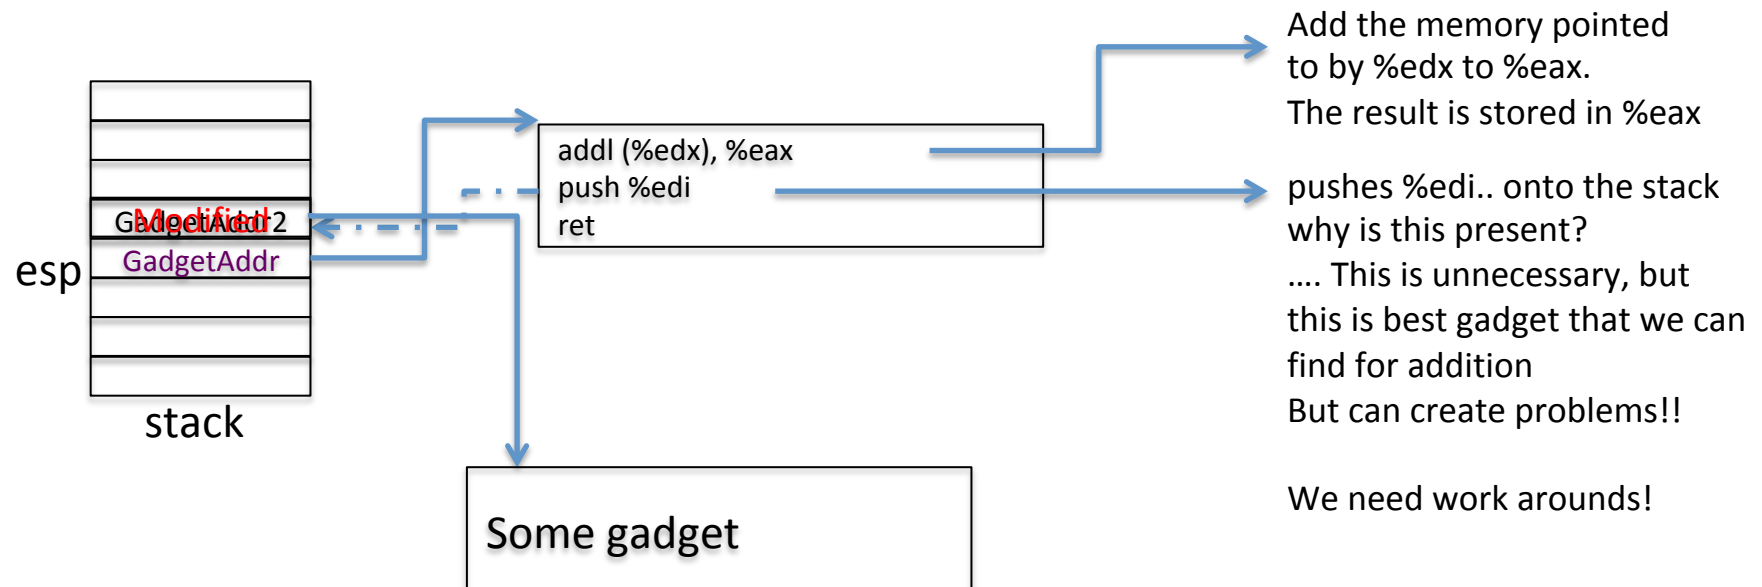 Add the memory pointed
to by %edx to %eax.
The result is stored in %eax
addl (%edx), %eax
push %edi
ret
pushes %edi.. onto the stack
why is this present?
.... This is unnecessary, but
this is best gadget that we can
find for addition
But can create problems!!
We need work arounds!
GadgetAddr2
Modified
GadgetAddr
esp
stack
Some gadget